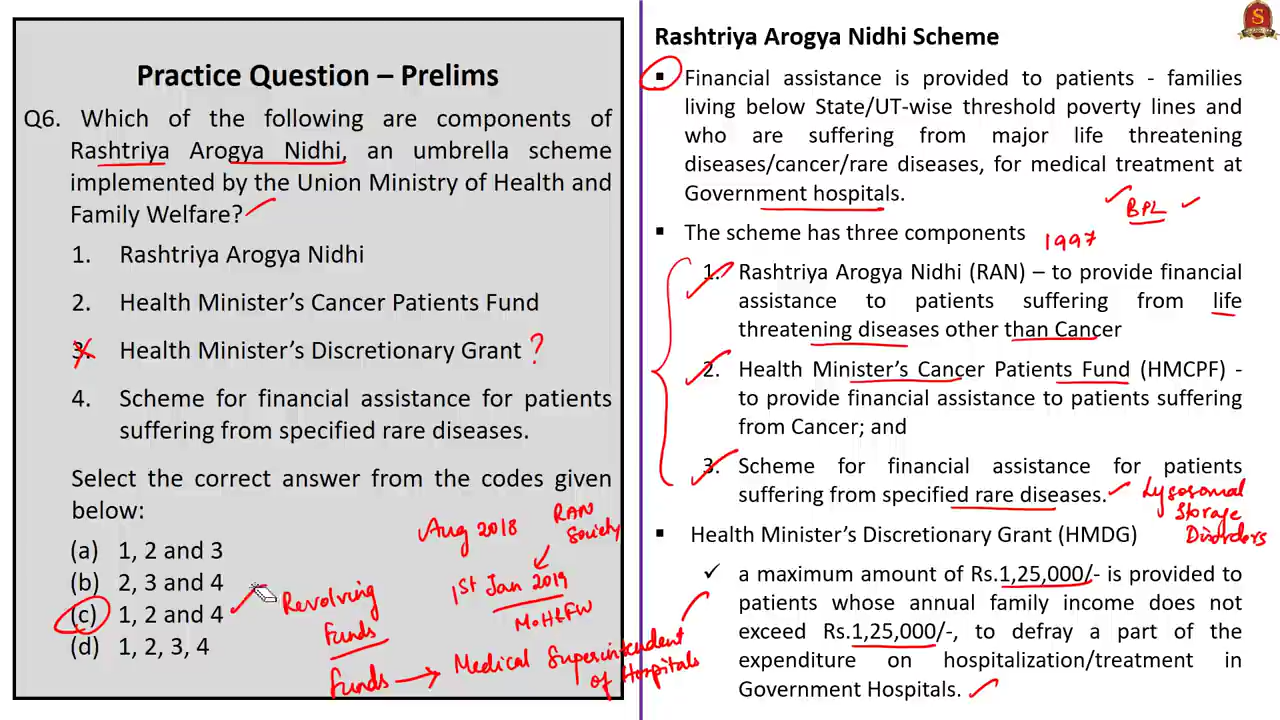 Practice Question – Prelims
Q6. Which of the following are components of
Rashtriya Arogya Nidhi, an umbrella scheme
implemented by the Union Ministry of Health and
Family Welfare?
1. Rashtriya Arogya Nidhi
2. Health Minister's Cancer Patients Fund
3. Health Minister's Discretionary Grant ?
4. Scheme for financial assistance for patients
suffering from specified rare diseases.
Select the correct answer from the codes given
below:
(a) 1, 2 and 3
(b) 2, 3 and 4
(c) 1, 2 and 4
(d) 1, 2, 3, 4
Aug 2018
RAN
Society
1st Jan 2019
MoH&FW
Revolving
Funds
Funds → Medical Superintendent
of Hospitals
Rashtriya Arogya Nidhi Scheme
▪ Financial assistance is provided to patients - families
living below State/UT-wise threshold poverty lines and
who are suffering from major life threatening
diseases/cancer/rare diseases, for medical treatment at
Government hospitals.
BPL
▪ The scheme has three components
1997
1. Rashtriya Arogya Nidhi (RAN) – to provide financial
assistance to patients suffering from life
threatening diseases other than Cancer
2. Health Minister's Cancer Patients Fund (HMCPF) -
to provide financial assistance to patients suffering
from Cancer; and
3. Scheme for financial assistance for patients
suffering from specified rare diseases.
Lysosomal
Storage
Disorders
▪ Health Minister's Discretionary Grant (HMDG)
✓ a maximum amount of Rs.1,25,000/- is provided to
patients whose annual family income does not
exceed Rs.1,25,000/-, to defray a part of the
expenditure on hospitalization/treatment in
Government Hospitals.